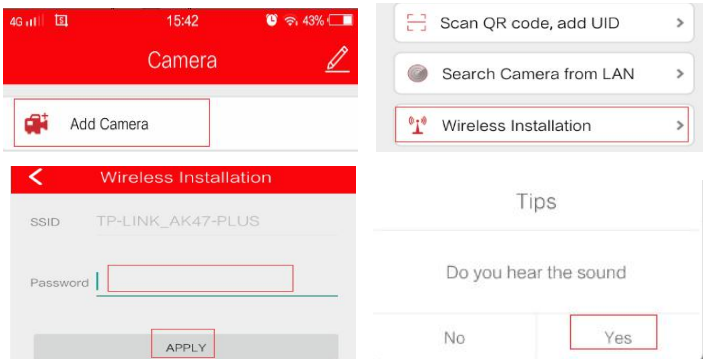 4G 15:42 43%
Camera
Add Camera
Scan QR code, add UID
Search Camera from LAN
Wireless Installation
Wireless Installation
SSID TP-LINK_AK47-PLUS
Password
APPLY
Tips
Do you hear the sound
No Yes